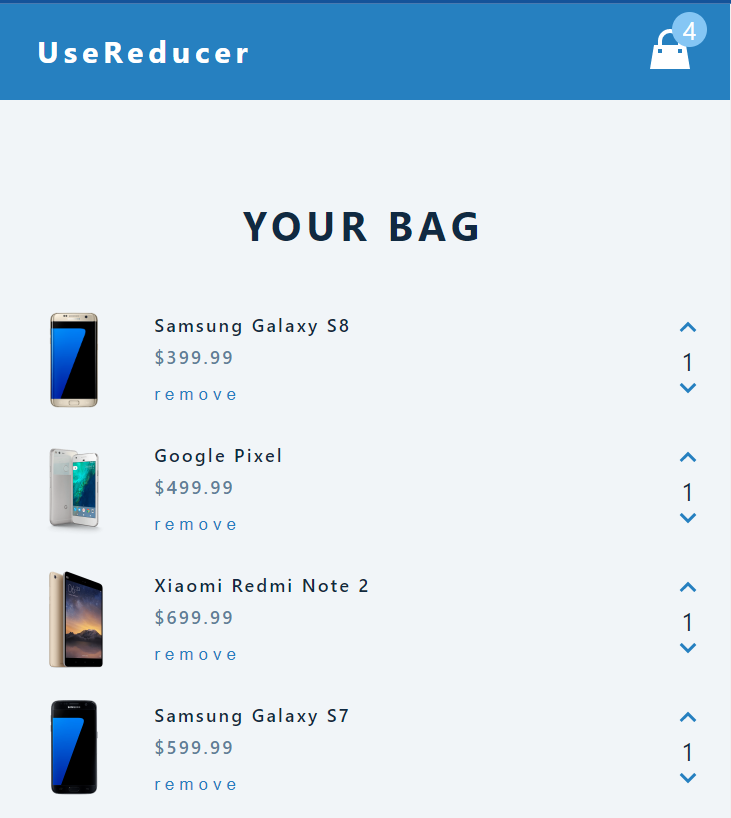 UseReducer
4
YOUR BAG
Samsung Galaxy S8
$399.99
remove
1
Google Pixel
$499.99
remove
1
Xiaomi Redmi Note 2
$699.99
remove
1
Samsung Galaxy S7
$599.99
remove
1